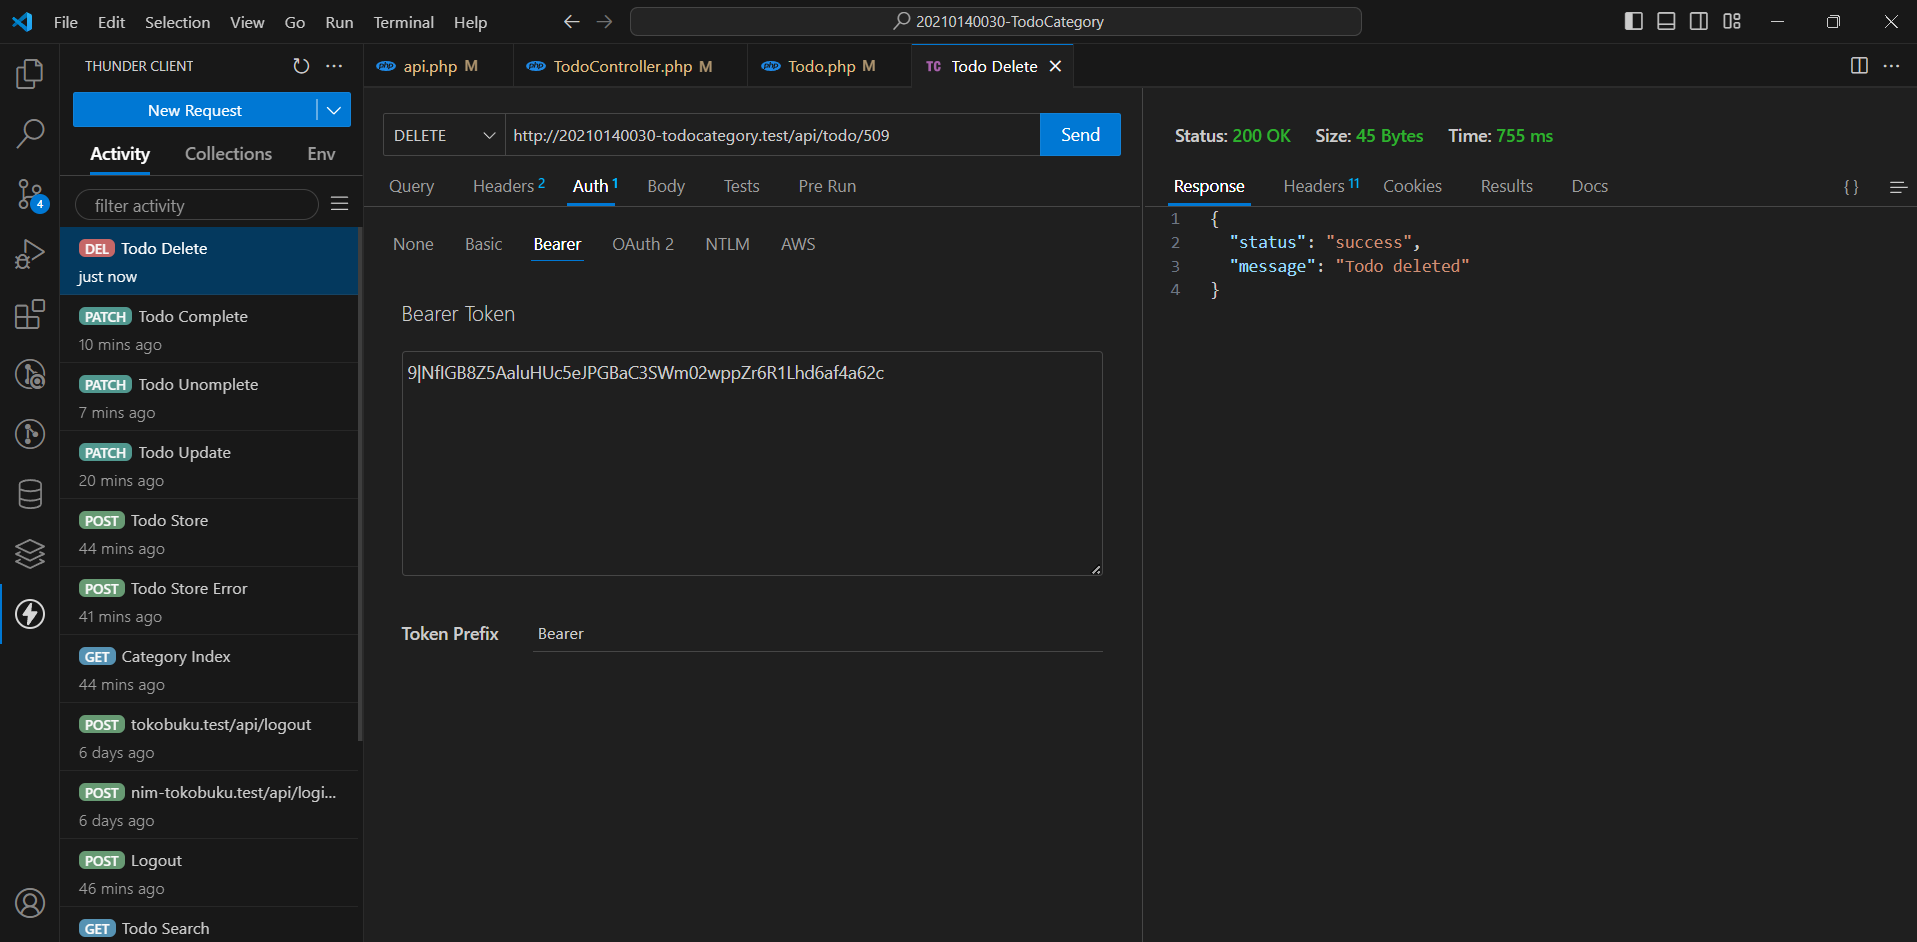 File Edit Selection View Go Run Terminal Help
20210140030-TodoCategory
THUNDER CLIENT
New Request
Activity Collections Env
filter activity
DEL Todo Delete
just now
PATCH Todo Complete
10 mins ago
PATCH Todo Unomplete
7 mins ago
PATCH Todo Update
20 mins ago
POST Todo Store
44 mins ago
POST Todo Store Error
41 mins ago
GET Category Index
44 mins ago
POST tokobuku.test/api/logout
6 days ago
POST nim-tokobuku.test/api/logi...
6 days ago
POST Logout
46 mins ago
GET Todo Search
4
php api.php M
php TodoController.php M
php Todo.php M
TC Todo Delete
DELETE http://20210140030-todocategory.test/api/todo/509 Send
Query Headers 2 Auth 1 Body Tests Pre Run
None Basic Bearer OAuth 2 NTLM AWS
Bearer Token
9|NfIGB8Z5AaluHUc5eJPGBaC3SWm02wppZr6R1Lhd6af4a62c
Token Prefix Bearer
Status: 200 OK Size: 45 Bytes Time: 755 ms
Response Headers 11 Cookies Results Docs { }
1 {
2 "status": "success",
3 "message": "Todo deleted"
4 }